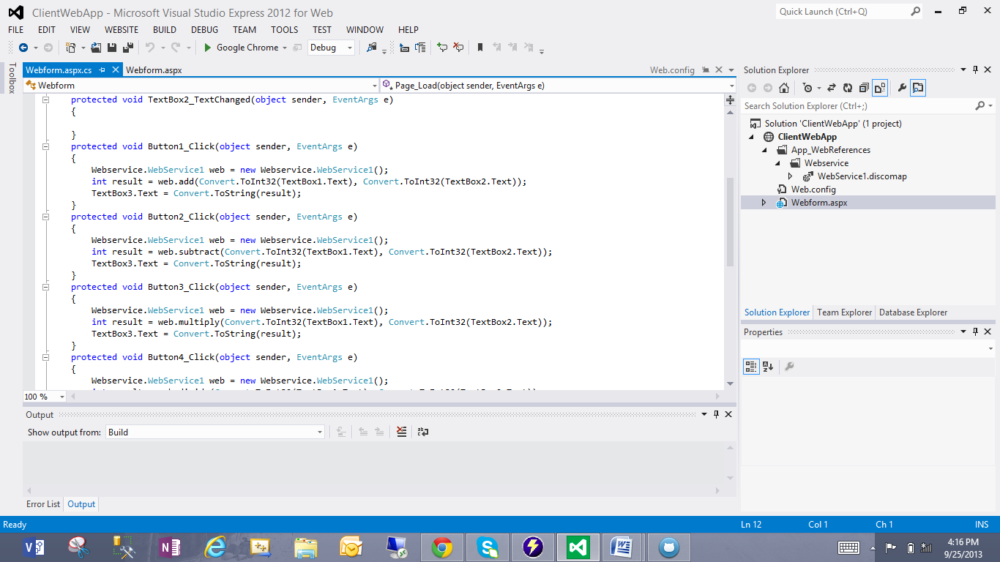 ClientWebApp - Microsoft Visual Studio Express 2012 for Web
Quick Launch (Ctrl+Q)
FILE EDIT VIEW WEBSITE BUILD DEBUG TEAM TOOLS TEST WINDOW HELP
Google Chrome Debug
Toolbox
Webform.aspx.cs Webform.aspx Web.config
Webform Page_Load(object sender, EventArgs e)
protected void TextBox2_TextChanged(object sender, EventArgs e)
{
}
protected void Button1_Click(object sender, EventArgs e)
{
Webservice.WebService1 web = new Webservice.WebService1();
int result = web.add(Convert.ToInt32(TextBox1.Text), Convert.ToInt32(TextBox2.Text));
TextBox3.Text = Convert.ToString(result);
}
protected void Button2_Click(object sender, EventArgs e)
{
Webservice.WebService1 web = new Webservice.WebService1();
int result = web.subtract(Convert.ToInt32(TextBox1.Text), Convert.ToInt32(TextBox2.Text));
TextBox3.Text = Convert.ToString(result);
}
protected void Button3_Click(object sender, EventArgs e)
{
Webservice.WebService1 web = new Webservice.WebService1();
int result = web.multiply(Convert.ToInt32(TextBox1.Text), Convert.ToInt32(TextBox2.Text));
TextBox3.Text = Convert.ToString(result);
}
protected void Button4_Click(object sender, EventArgs e)
{
Webservice.WebService1 web = new Webservice.WebService1();
100 %
Output
Show output from: Build
Error List Output
Solution Explorer
Search Solution Explorer (Ctrl+;)
Solution 'ClientWebApp' (1 project)
ClientWebApp
App_WebReferences
Webservice
WebService1.discomap
Web.config
Webform.aspx
Solution Explorer Team Explorer Database Explorer
Properties
Ready Ln 12 Col 1 Ch 1 INS
4:16 PM
9/25/2013